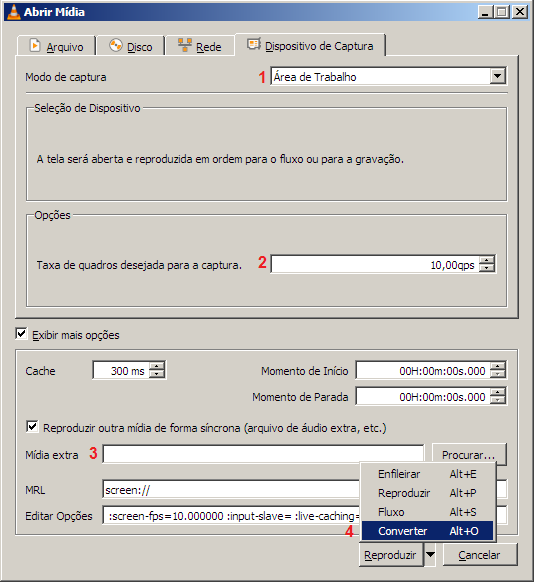 Abrir Mídia
Arquivo Disco Rede Dispositivo de Captura
Modo de captura 1 Área de Trabalho
Seleção de Dispositivo
A tela será aberta e reproduzida em ordem para o fluxo ou para a gravação.
Opções
Taxa de quadros desejada para a captura. 2 10,00qps
Exibir mais opções
Cache 300 ms Momento de Início 00H:00m:00s.000
Momento de Parada 00H:00m:00s.000
Reproduzir outra mídia de forma síncrona (arquivo de áudio extra, etc.)
Mídia extra 3 Procurar...
Enfileirar Alt+E
MRL screen:// Reproduzir Alt+P
Editar Opções :screen-fps=10.000000 :input-slave= :live-caching= Fluxo Alt+S
4 Converter Alt+O
Reproduzir Cancelar